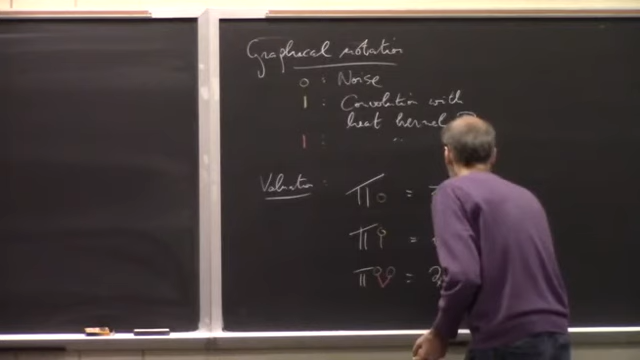 Graphical notation
o : Noise
| : Convolution with
heat kernel
| : "
Valuation :
Π o =
Π =
Π = ∂